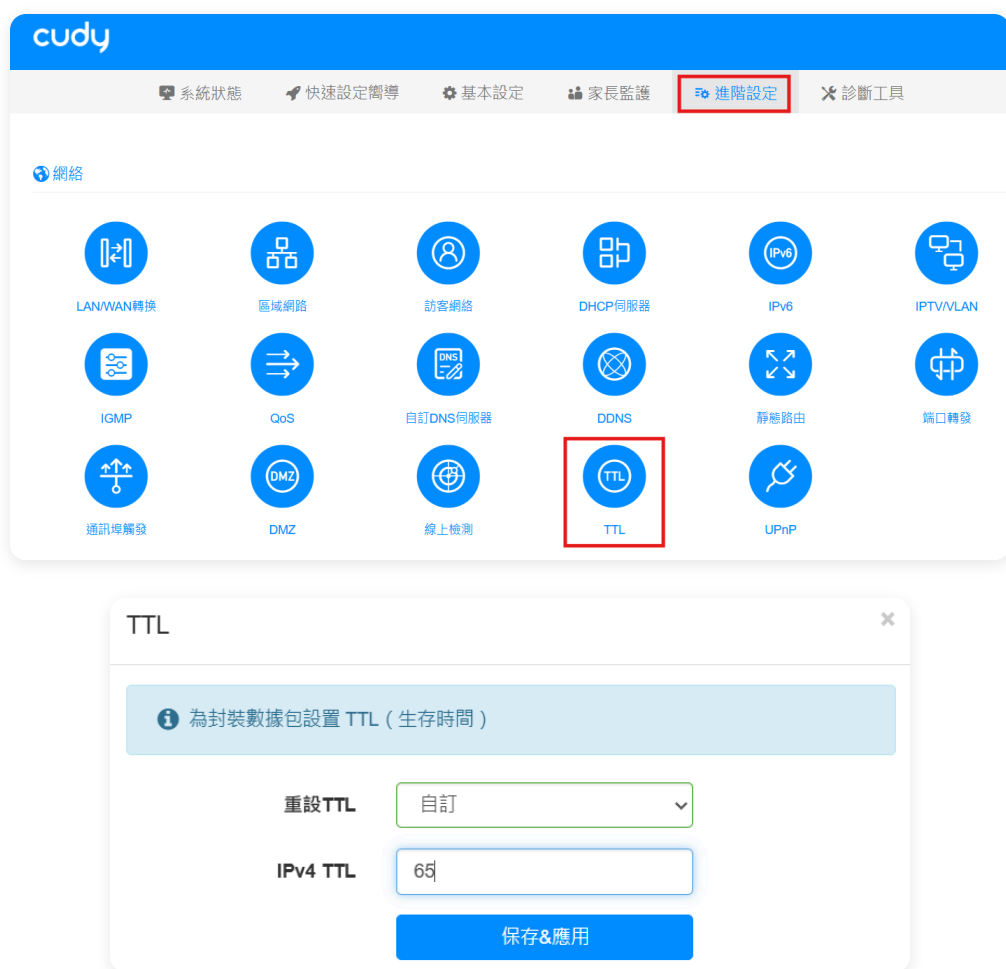 cudy
系統狀態 快速設定嚮導 基本設定 家長監護 進階設定 診斷工具
網絡
LAN/WAN轉換 區域網路 訪客網絡 DHCP伺服器 IPv6 IPTV/VLAN
IGMP QoS 自訂DNS伺服器 DDNS 靜態路由 端口轉發
通訊埠觸發 DMZ 線上檢測 TTL UPnP
TTL ×
為封裝數據包設置 TTL ( 生存時間 )
重設TTL 自訂
IPv4 TTL 65
保存&應用